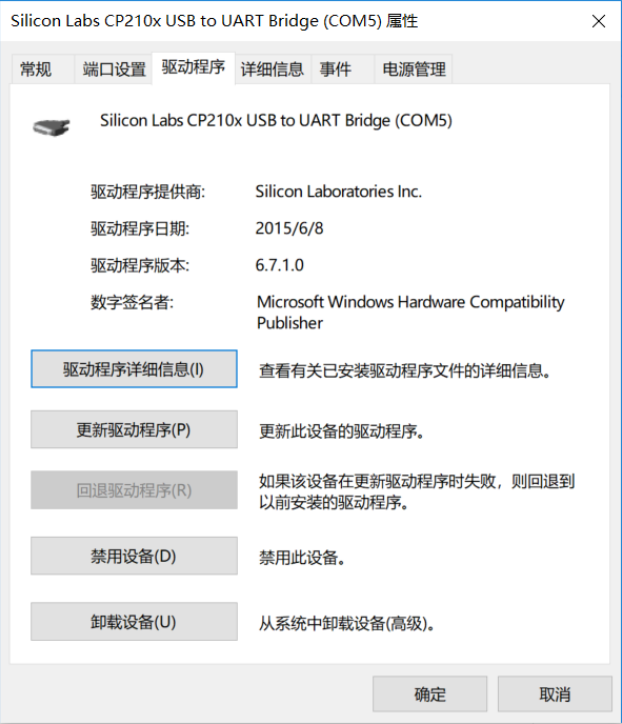 Silicon Labs CP210x USB to UART Bridge (COM5) 属性
常规 端口设置 驱动程序 详细信息 事件 电源管理
Silicon Labs CP210x USB to UART Bridge (COM5)
驱动程序提供商: Silicon Laboratories Inc.
驱动程序日期: 2015/6/8
驱动程序版本: 6.7.1.0
数字签名者: Microsoft Windows Hardware Compatibility
Publisher
驱动程序详细信息(I) 查看有关已安装驱动程序文件的详细信息。
更新驱动程序(P) 更新此设备的驱动程序。
回退驱动程序(R) 如果该设备在更新驱动程序时失败，则回退到
以前安装的驱动程序。
禁用设备(D) 禁用此设备。
卸载设备(U) 从系统中卸载设备(高级)。
确定 取消